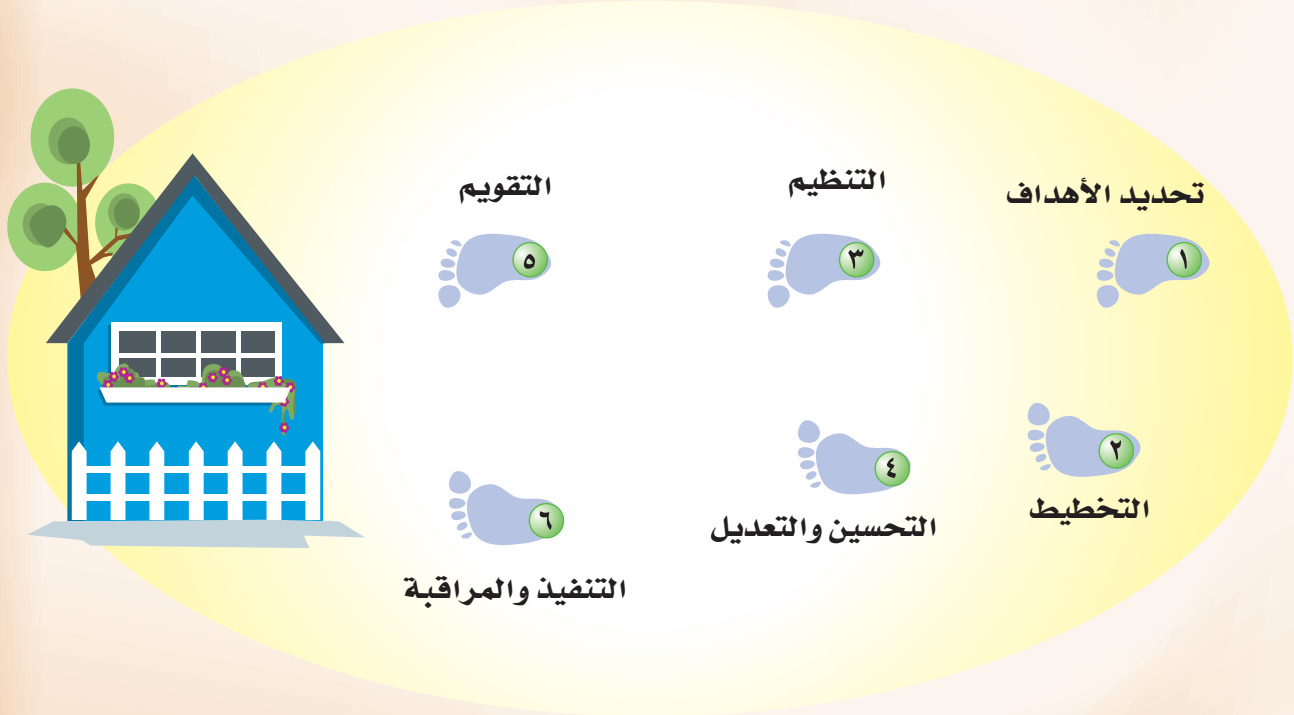 تحديد الأهداف
١
٢
التخطيط
التنظيم
٣
٤
التحسين والتعديل
التقويم
٥
٦
التنفيذ والمراقبة